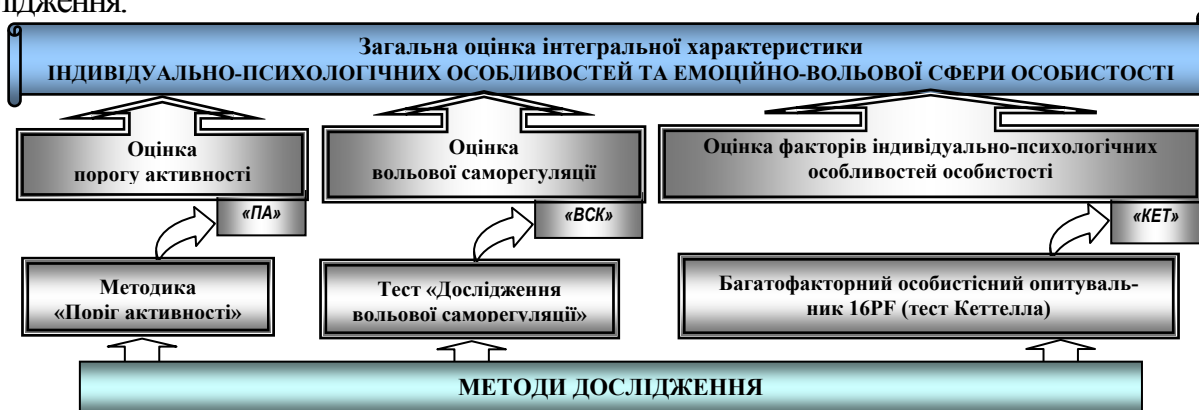 лідження.
Загальна оцінка інтегральної характеристики
ІНДИВІДУАЛЬНО-ПСИХОЛОГІЧНИХ ОСОБЛИВОСТЕЙ ТА ЕМОЦІЙНО-ВОЛЬОВОЇ СФЕРИ ОСОБИСТОСТІ
Оцінка
порогу активності
Оцінка
вольової саморегуляції
Оцінка факторів індивідуально-психологічних
особливостей особистості
«ПА»
«ВСК»
«КЕТ»
Методика
«Поріг активності»
Тест «Дослідження
вольової саморегуляції»
Багатофакторний особистісний опитуваль-
ник 16PF (тест Кеттелла)
МЕТОДИ ДОСЛІДЖЕННЯ